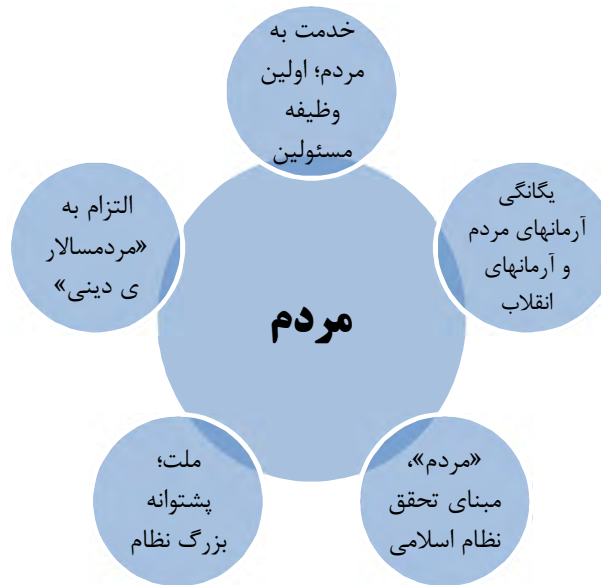 خدمت به
مردم؛ اولین
وظیفه
مسئولین
یگانگی
آرمانهای مردم
و آرمانهای
انقلاب
«مردم»،
مبنای تحقق
نظام اسلامی
ملت؛
پشتوانه
بزرگ نظام
التزام به
«مردمسالار
ی دینی»
مردم